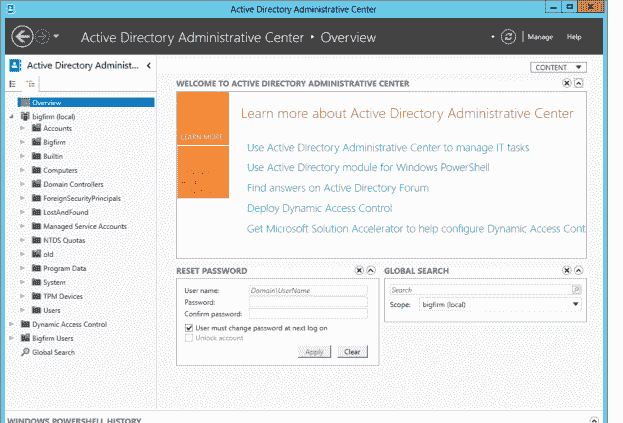 Active Directory Administrative Center
Active Directory Administrative Center • Overview
Manage
Help
Active Directory Administ...
Overview
bigfirm (local)
Accounts
Bigfirm
Builtin
Computers
Domain Controllers
ForeignSecurityPrincipals
LostAndFound
Managed Service Accounts
NTDS Quotas
old
Program Data
System
TPM Devices
Users
Dynamic Access Control
Bigfirm Users
Global Search
CONTENT
WELCOME TO ACTIVE DIRECTORY ADMINISTRATIVE CENTER
LEARN MORE
Learn more about Active Directory Administrative Center
Use Active Directory Administrative Center to manage IT tasks
Use Active Directory module for Windows PowerShell
Find answers on Active Directory Forum
Deploy Dynamic Access Control
Get Microsoft Solution Accelerator to help configure Dynamic Access Cont
RESET PASSWORD
User name:
Domain\UserName
Password:
Confirm password:
User must change password at next log on
Unlock account
Apply
Clear
GLOBAL SEARCH
Search
Scope:
bigfirm (local)
WINDOWS POWERSHELL HISTORY